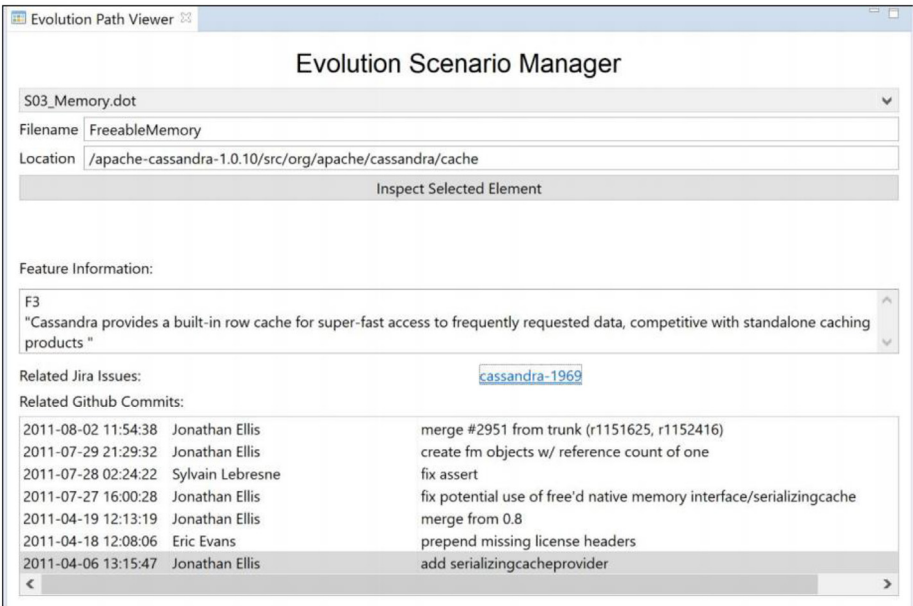 Evolution Path Viewer
Evolution Scenario Manager
S03_Memory.dot
Filename FreeableMemory
Location /apache-cassandra-1.0.10/src/org/apache/cassandra/cache
Inspect Selected Element
Feature Information:
F3
"Cassandra provides a built-in row cache for super-fast access to frequently requested data, competitive with standalone caching
products "
Related Jira Issues: cassandra-1969
Related Github Commits:
2011-08-02 11:54:38 Jonathan Ellis merge #2951 from trunk (r1151625, r1152416)
2011-07-29 21:29:32 Jonathan Ellis create fm objects w/ reference count of one
2011-07-28 02:24:22 Sylvain Lebresne fix assert
2011-07-27 16:00:28 Jonathan Ellis fix potential use of free'd native memory interface/serializingcache
2011-04-19 12:13:19 Jonathan Ellis merge from 0.8
2011-04-18 12:08:06 Eric Evans prepend missing license headers
2011-04-06 13:15:47 Jonathan Ellis add serializingcacheprovider